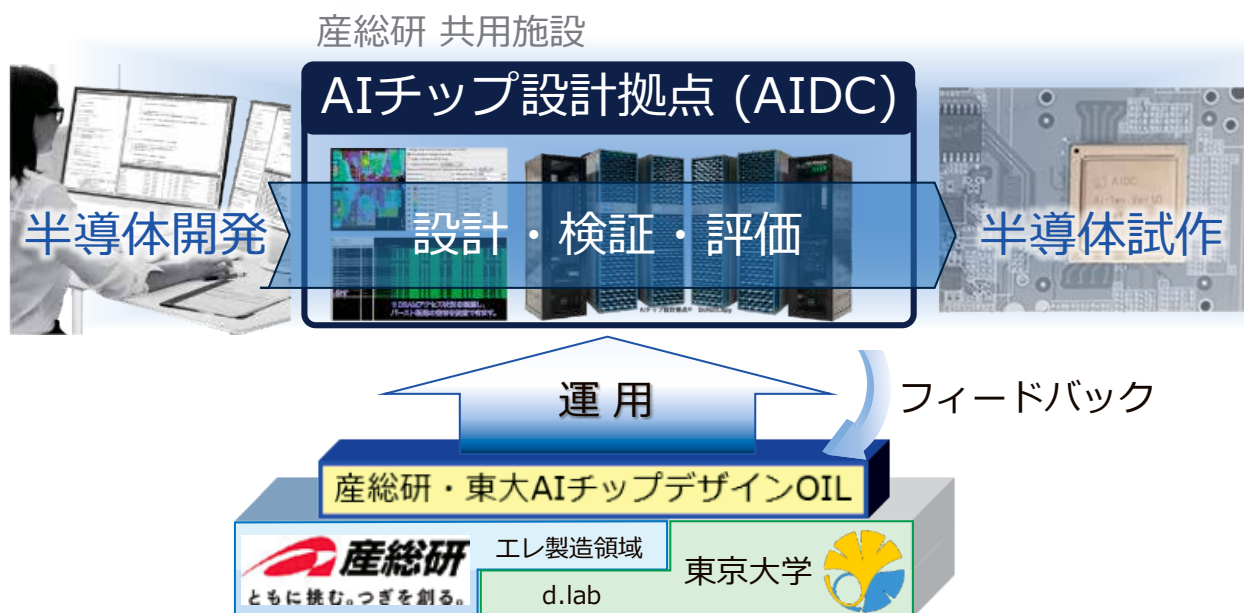 産総研 共用施設
AIチップ設計拠点 (AIDC)
半導体開発
設計・検証・評価
半導体試作
AIDC
運 用
フィードバック
産総研・東大AIチップデザインOIL
産総研
ともに挑む。つぎを創る。
エレ製造領域
d.lab
東京大学